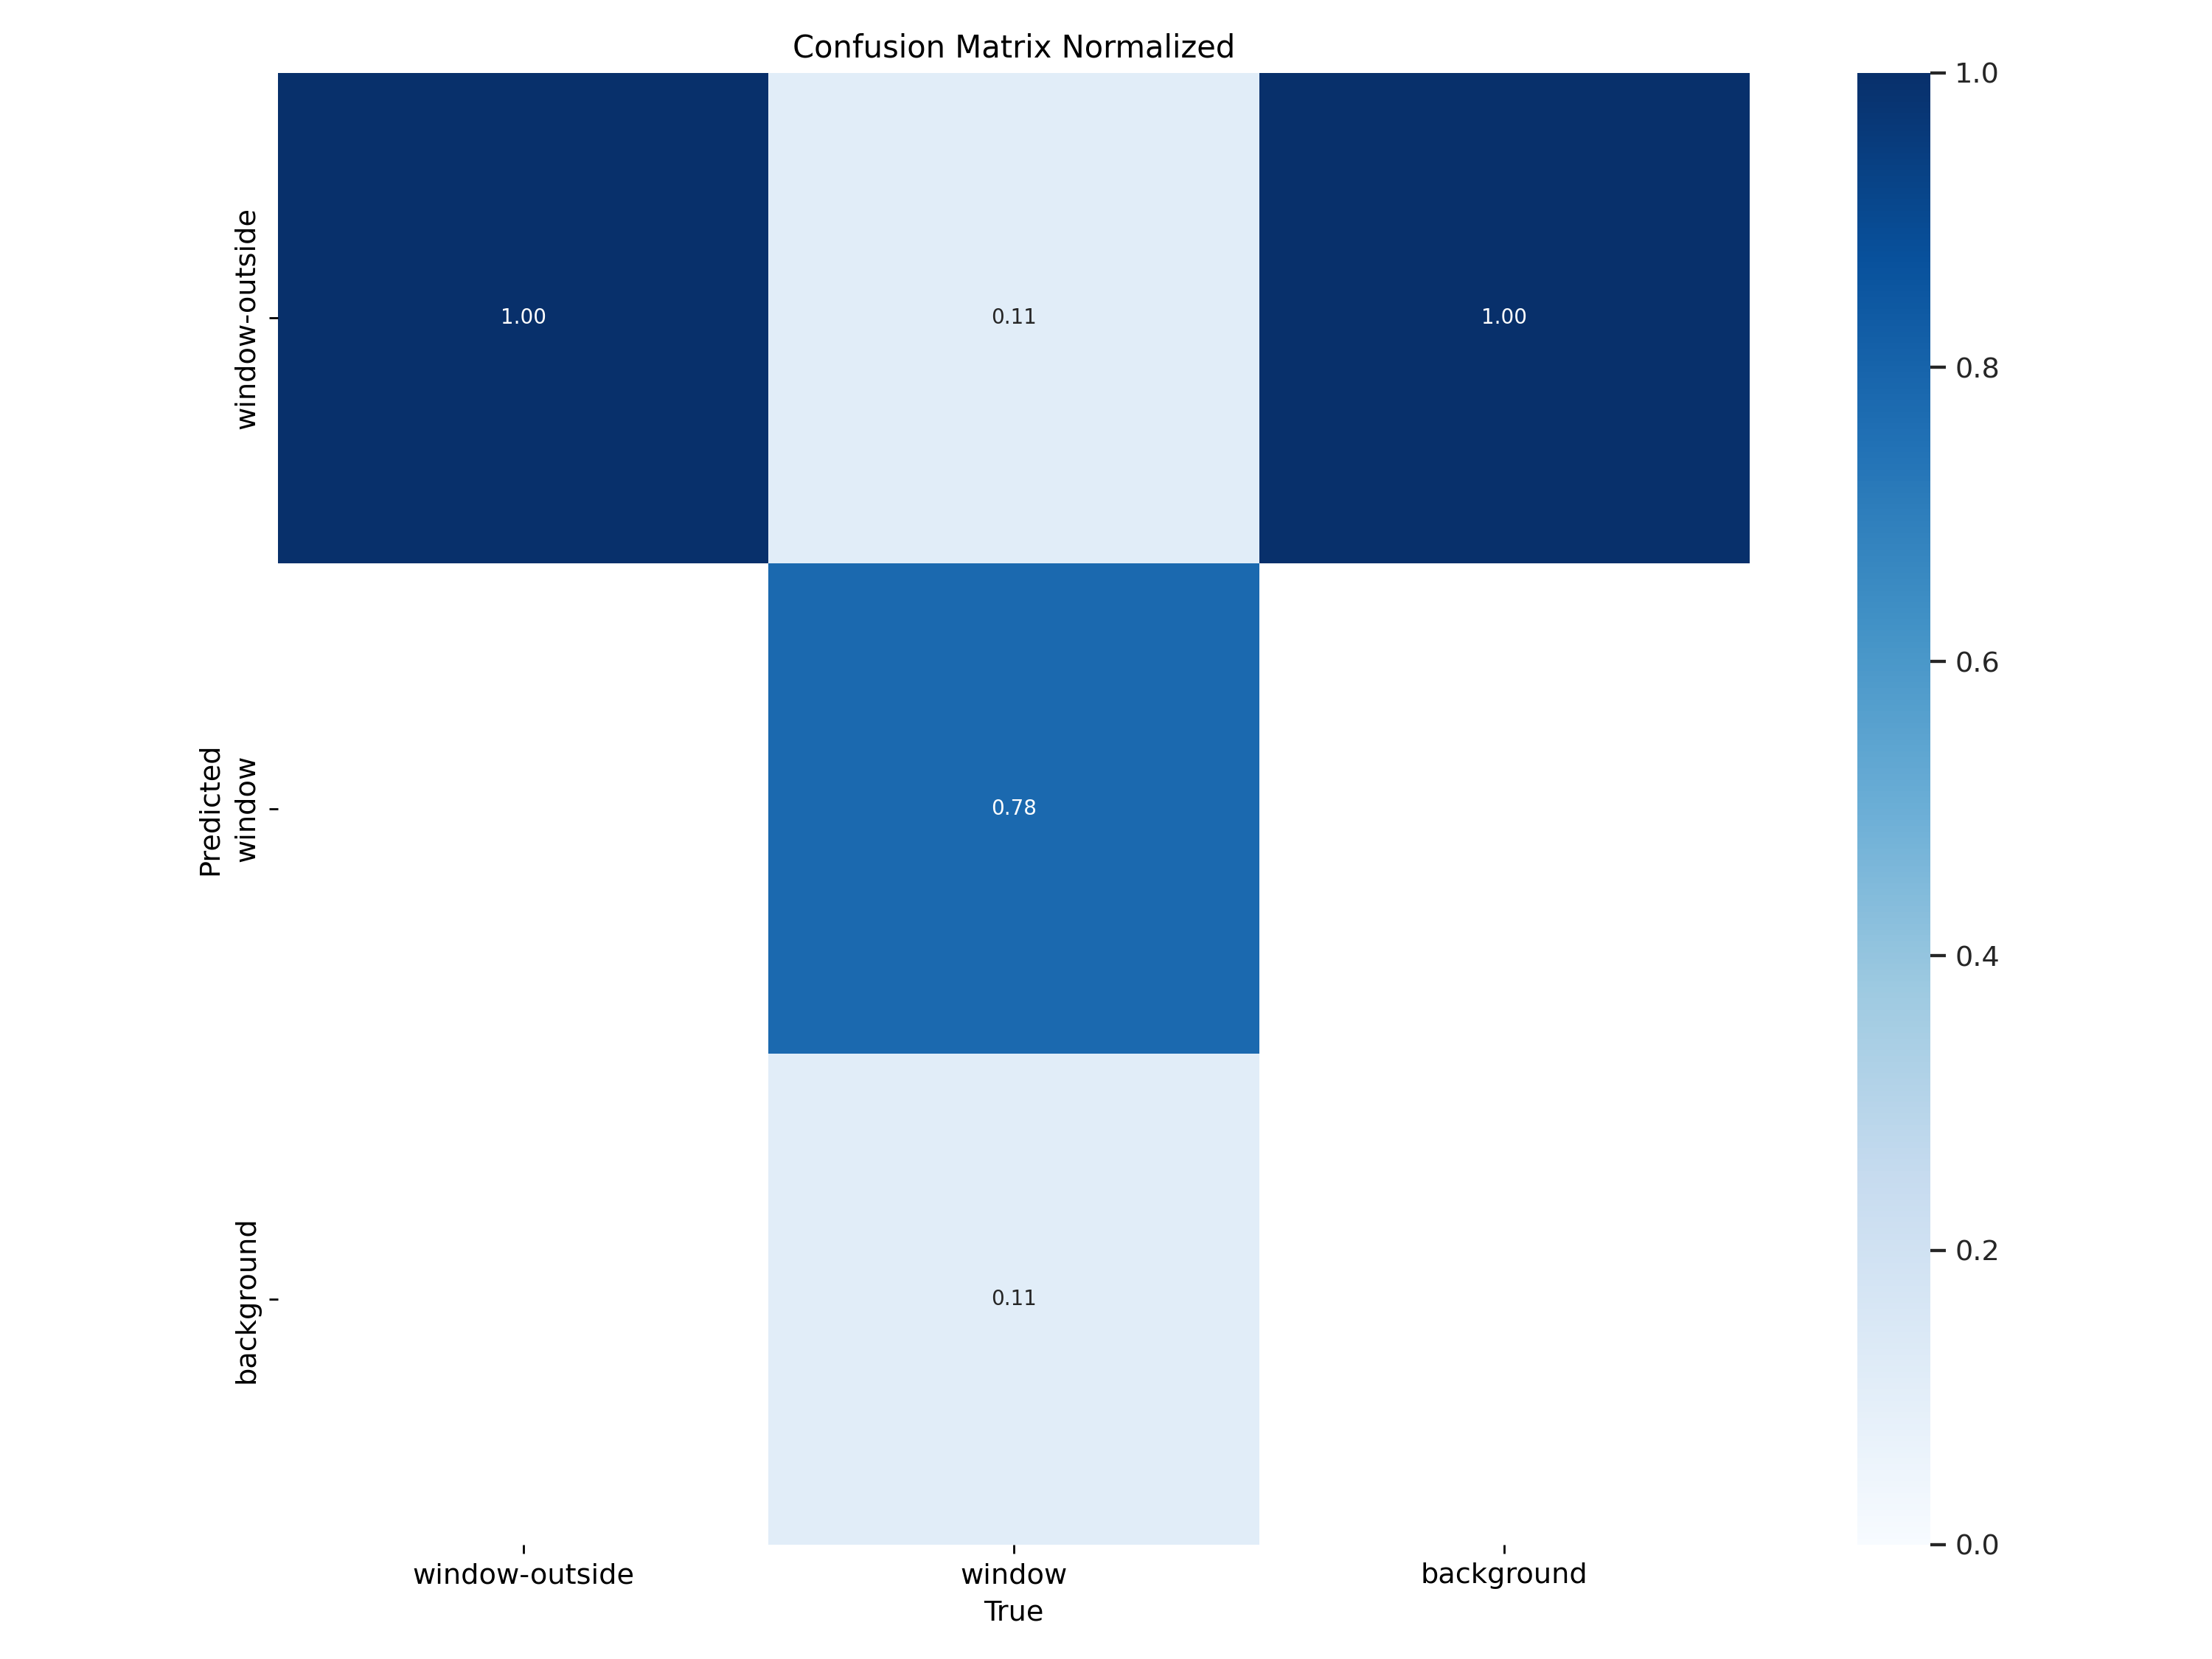 Confusion Matrix Normalized
window-outside
window
background
Predicted
1.00
0.11
1.00
0.78
0.11
window-outside
window
background
True
1.0
0.8
0.6
0.4
0.2
0.0